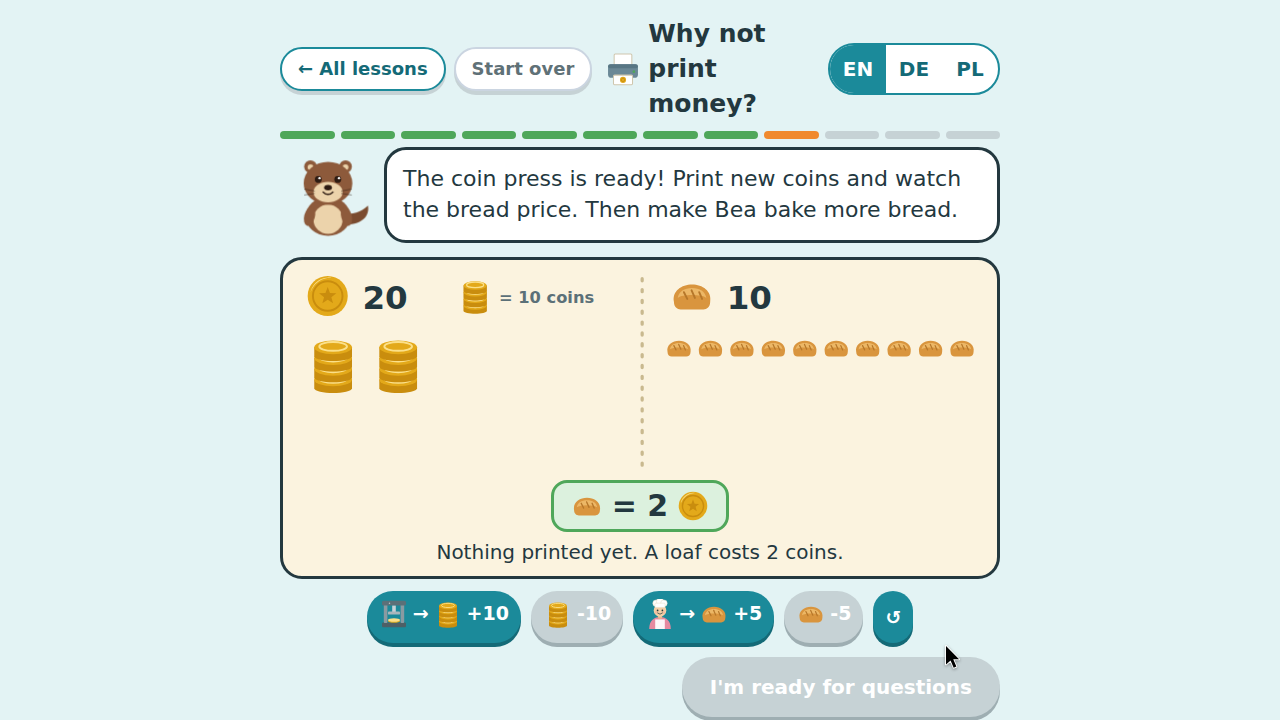 ← All lessons
Start over
Why not
print
money?
EN DE PL
The coin press is ready! Print new coins and watch
the bread price. Then make Bea bake more bread.
20
= 10 coins
10
= 2
Nothing printed yet. A loaf costs 2 coins.
→ +10
-10
→ +5
-5
↺
I'm ready for questions